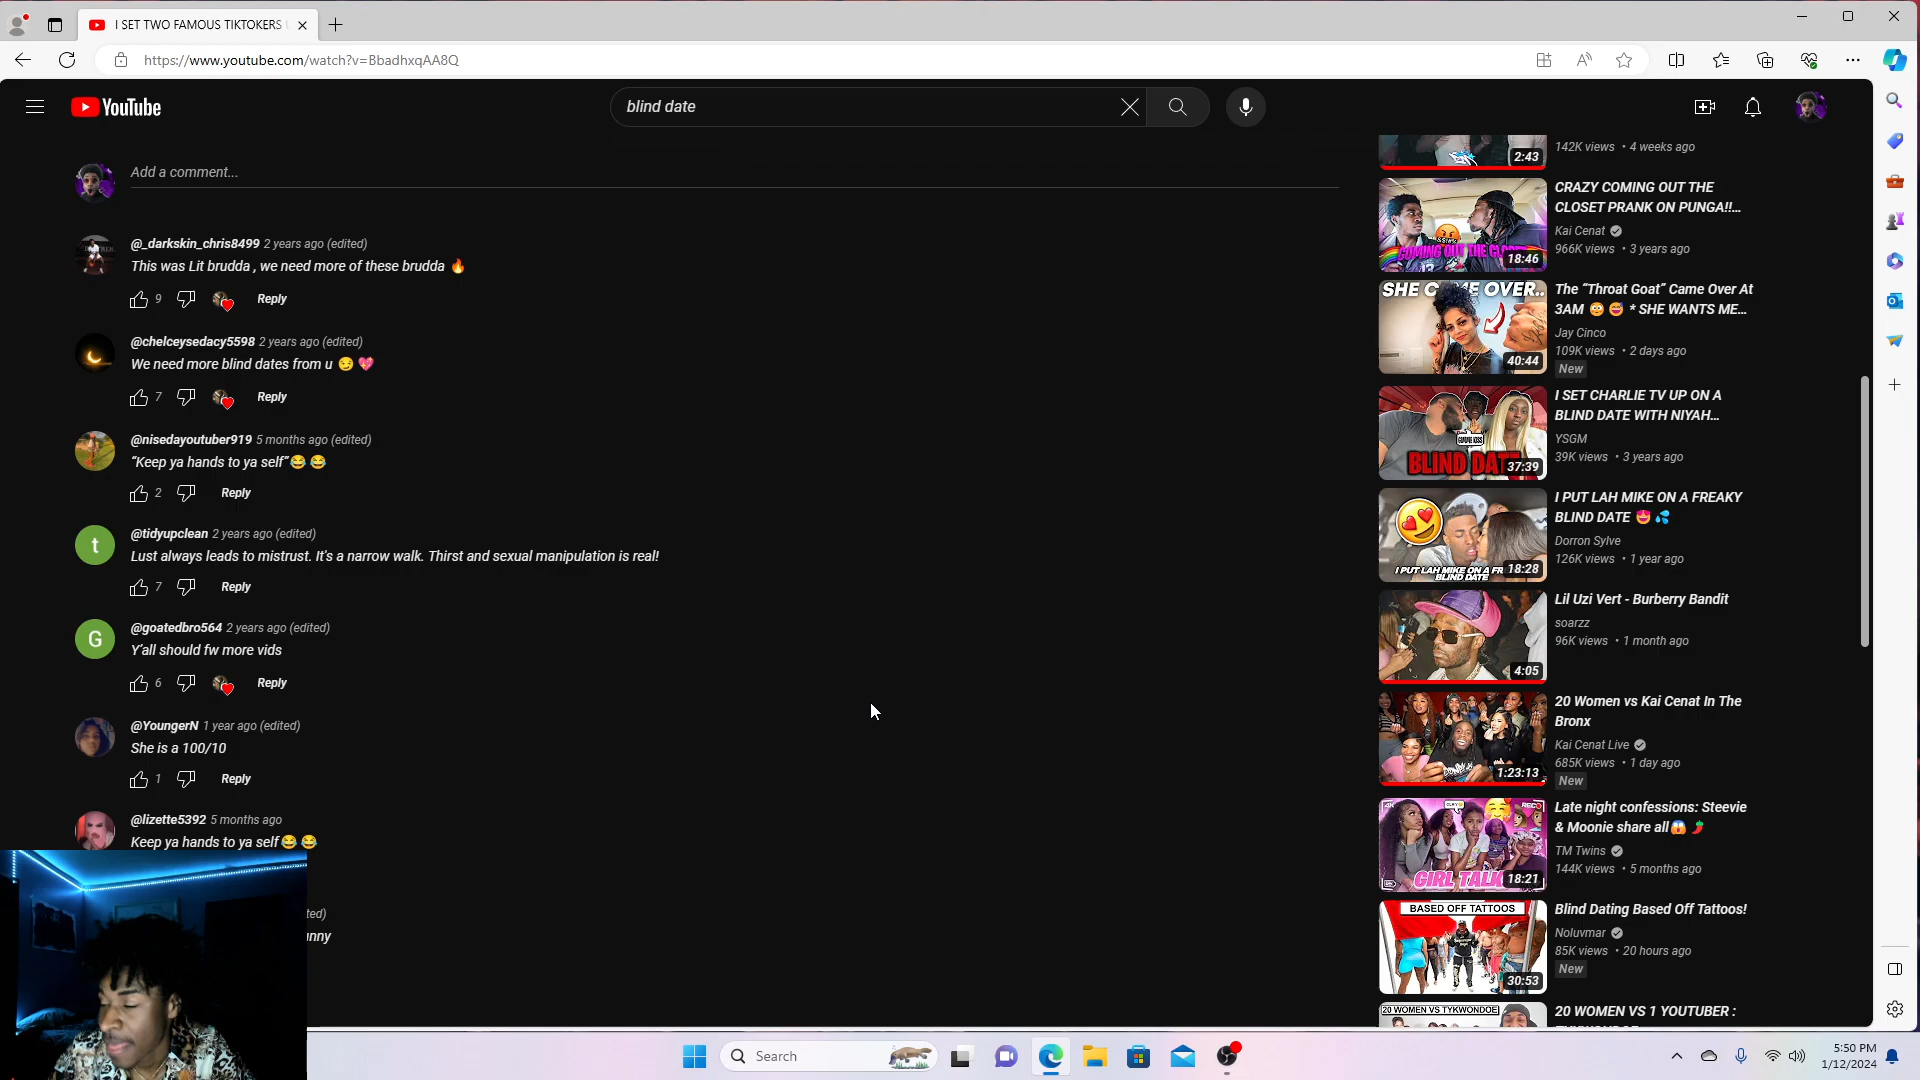 I SET TWO FAMOUS TIKTOKERS
https://www.youtube.com/watch?v=BbadhxqAA8Q
YouTube
blind date
Add a comment...
@_darkskin_chris8499 2 years ago (edited)
This was Lit brudda , we need more of these brudda 🔥
9 Reply
@chelceysedacy5598 2 years ago (edited)
We need more blind dates from u 😏 💖
7 Reply
@nisedayoutuber919 5 months ago (edited)
“Keep ya hands to ya self”😂 😂
2 Reply
@tidyupclean 2 years ago (edited)
Lust always leads to mistrust. It's a narrow walk. Thirst and sexual manipulation is real!
7 Reply
t
@goatedbro564 2 years ago (edited)
Y'all should fw more vids
6 Reply
G
@YoungerN 1 year ago (edited)
She is a 100/10
1 Reply
@lizette5392 5 months ago
Keep ya hands to ya self😂 😂
2:43
142K views • 4 weeks ago
CRAZY COMING OUT THE
CLOSET PRANK ON PUNGA!!...
Kai Cenat
966K views • 3 years ago
COMING OUT THE CLOSET
18:46
The “Throat Goat” Came Over At
3AM 😳 😅 * SHE WANTS ME...
Jay Cinco
109K views • 2 days ago
New
SHE CAME OVER..
40:44
I SET CHARLIE TV UP ON A
BLIND DATE WITH NIYAH...
YSGM
39K views • 3 years ago
GIMME KISS
BLIND DATE
37:39
I PUT LAH MIKE ON A FREAKY
BLIND DATE 😍 💦
Dorron Sylve
126K views • 1 year ago
I PUT LAH MIKE ON A FR
BLIND DATE
18:28
Lil Uzi Vert - Burberry Bandit
soarzz
96K views • 1 month ago
4:05
20 Women vs Kai Cenat In The
Bronx
Kai Cenat Live
685K views • 1 day ago
New
1:23:13
Late night confessions: Steevie
& Moonie share all😱 🌶️
TM Twins
144K views • 5 months ago
4K
REC
GIRL TALK
18:21
Blind Dating Based Off Tattoos!
Noluvmar
85K views • 20 hours ago
New
BASED OFF TATTOOS
30:53
20 WOMEN VS 1 YOUTUBER :
20 WOMEN VS TYKWONDOE
Search
5:50 PM
1/12/2024